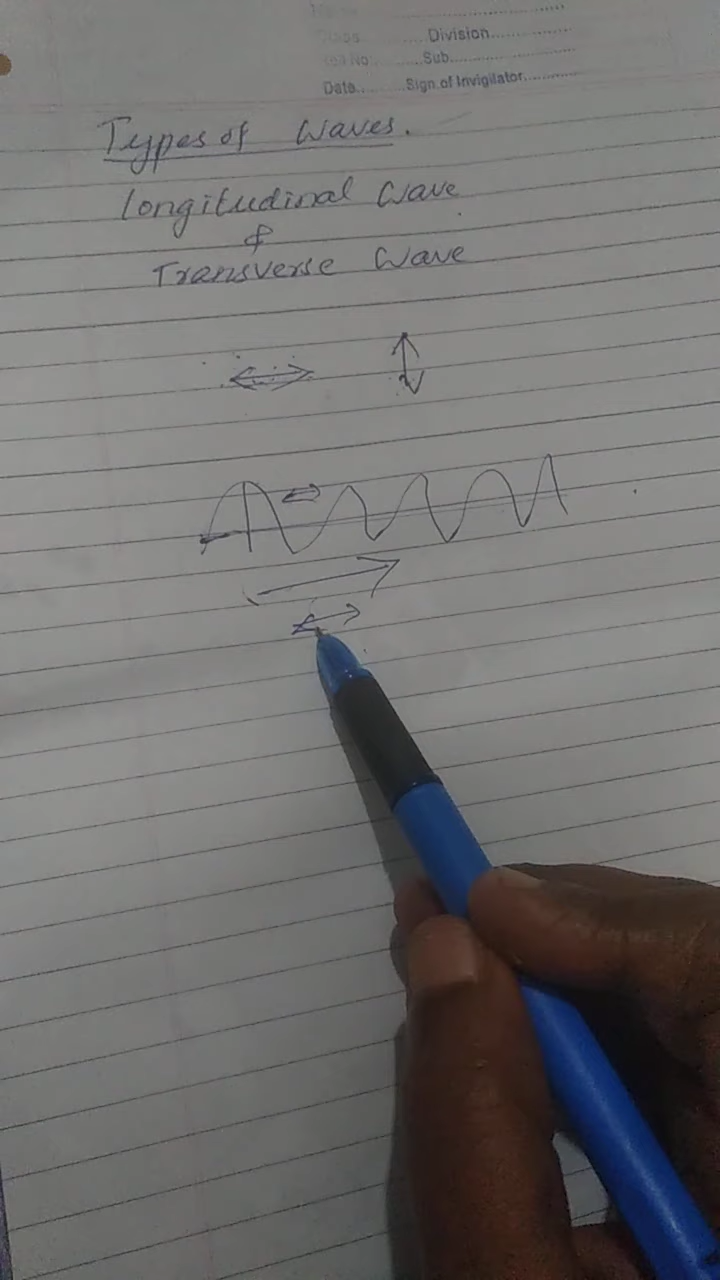 Division..............
Sub......................
Date........ Sign of Invigilator..............
Types of Waves.
Longitudinal Wave
&
Transverse Wave